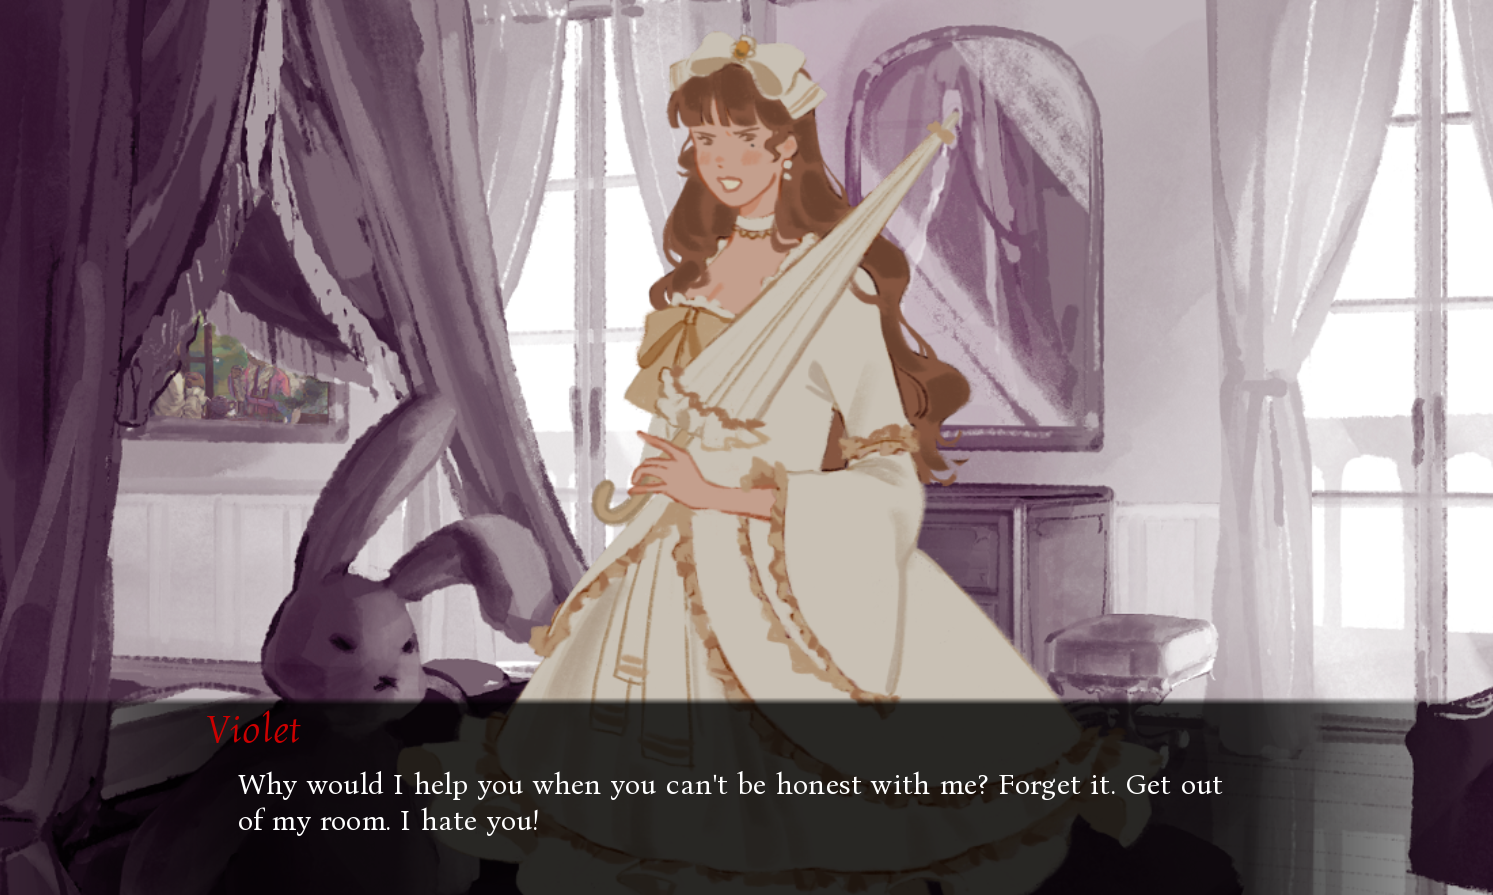 Violet
Why would I help you when you can't be honest with me? Forget it. Get out
of my room. I hate you!